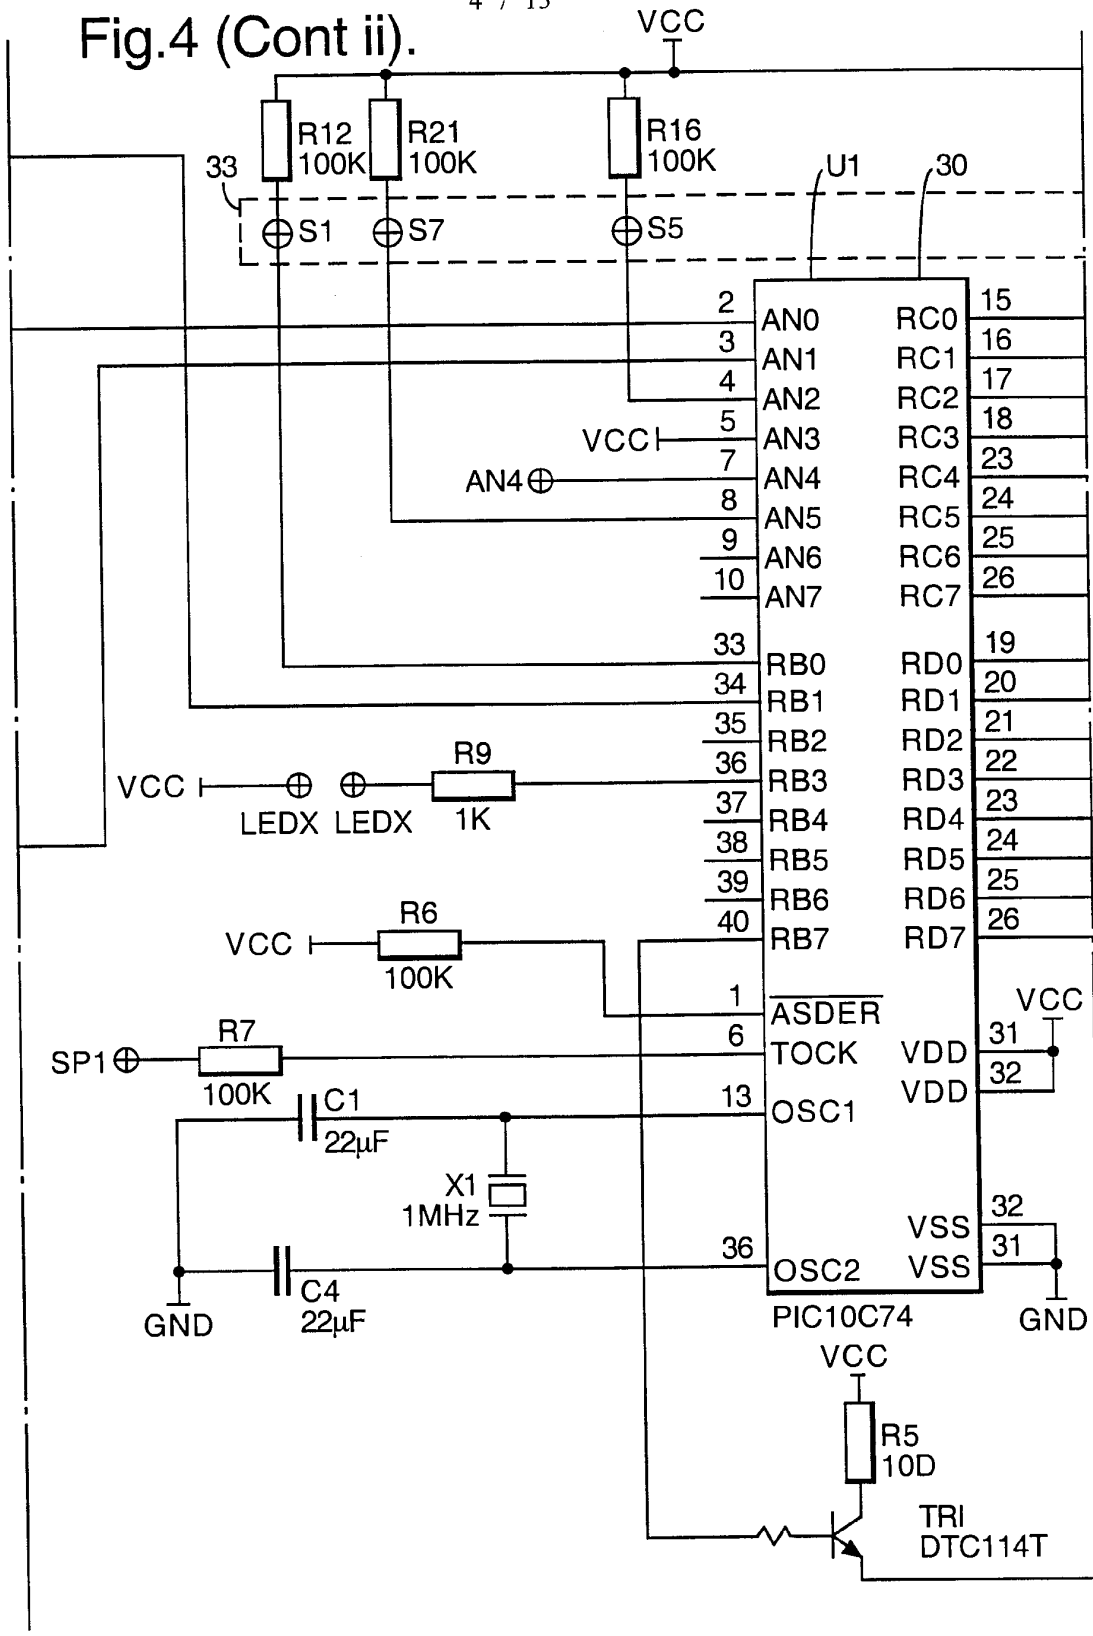 4 / 13
Fig.4 (Cont ii).
VCC
R12
100K
R21
100K
R16
100K
33
U1
30
S1
S7
S5
2
AN0
RC0
15
3
AN1
RC1
16
4
AN2
RC2
17
VCC
5
AN3
RC3
18
AN4
7
AN4
RC4
23
8
AN5
RC5
24
9
AN6
RC6
25
10
AN7
RC7
26
33
RB0
RD0
19
34
RB1
RD1
20
35
RB2
RD2
21
VCC
LEDX
LEDX
R9
1K
36
RB3
RD3
22
37
RB4
RD4
23
38
RB5
RD5
24
39
RB6
RD6
25
40
RB7
RD7
26
VCC
R6
100K
1
ASDER
VCC
SP1
R7
100K
6
TOCK
VDD
31
VDD
32
C1
22µF
13
OSC1
X1
1MHz
VSS
32
C4
22µF
36
OSC2
VSS
31
GND
GND
PIC10C74
VCC
R5
10D
TRI
DTC114T